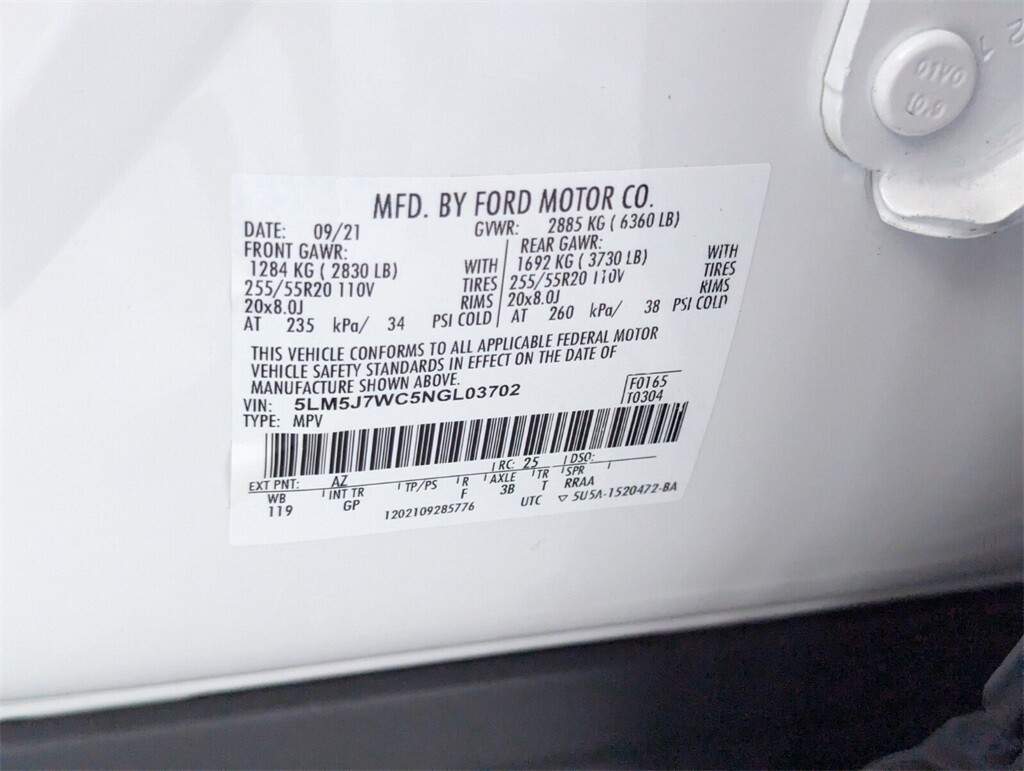 MFD. BY FORD MOTOR CO.
DATE: 09/21 GVWR: 2885 KG ( 6360 LB)
FRONT GAWR: REAR GAWR:
1284 KG ( 2830 LB) WITH 1692 KG ( 3730 LB) WITH
255/55R20 110V TIRES 255/55R20 110V TIRES
20x8.0J RIMS 20x8.0J RIMS
AT 235 kPa/ 34 PSI COLD AT 260 kPa/ 38 PSI COLD
THIS VEHICLE CONFORMS TO ALL APPLICABLE FEDERAL MOTOR
VEHICLE SAFETY STANDARDS IN EFFECT ON THE DATE OF
MANUFACTURE SHOWN ABOVE.
VIN: 5LM5J7WC5NGL03702 F0165
TYPE: MPV T0304
EXT PNT: AZ RC: 25 DSO:
WB INT TR TP/PS R AXLE TR SPR
119 GP F 3B T RRAA
1202109285776 UTC ▽ 5U5A-1520472-BA
10.9
2
1